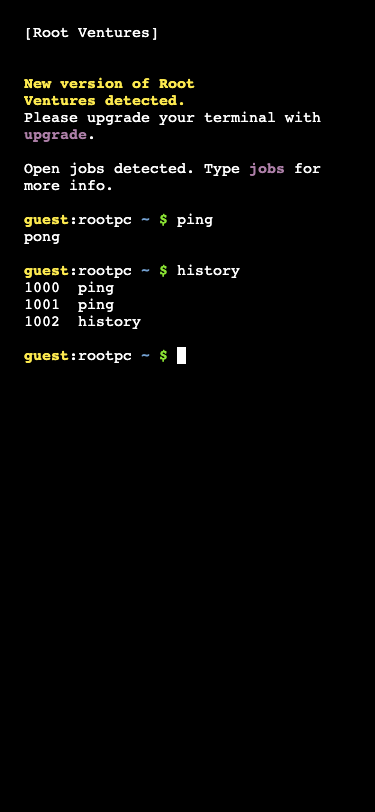 [Root Ventures]
New version of Root
Ventures detected.
Please upgrade your terminal with
upgrade.
Open jobs detected. Type jobs for
more info.
guest:rootpc ~ $ ping
pong
guest:rootpc ~ $ history
1000  ping
1001  ping
1002  history
guest:rootpc ~ $